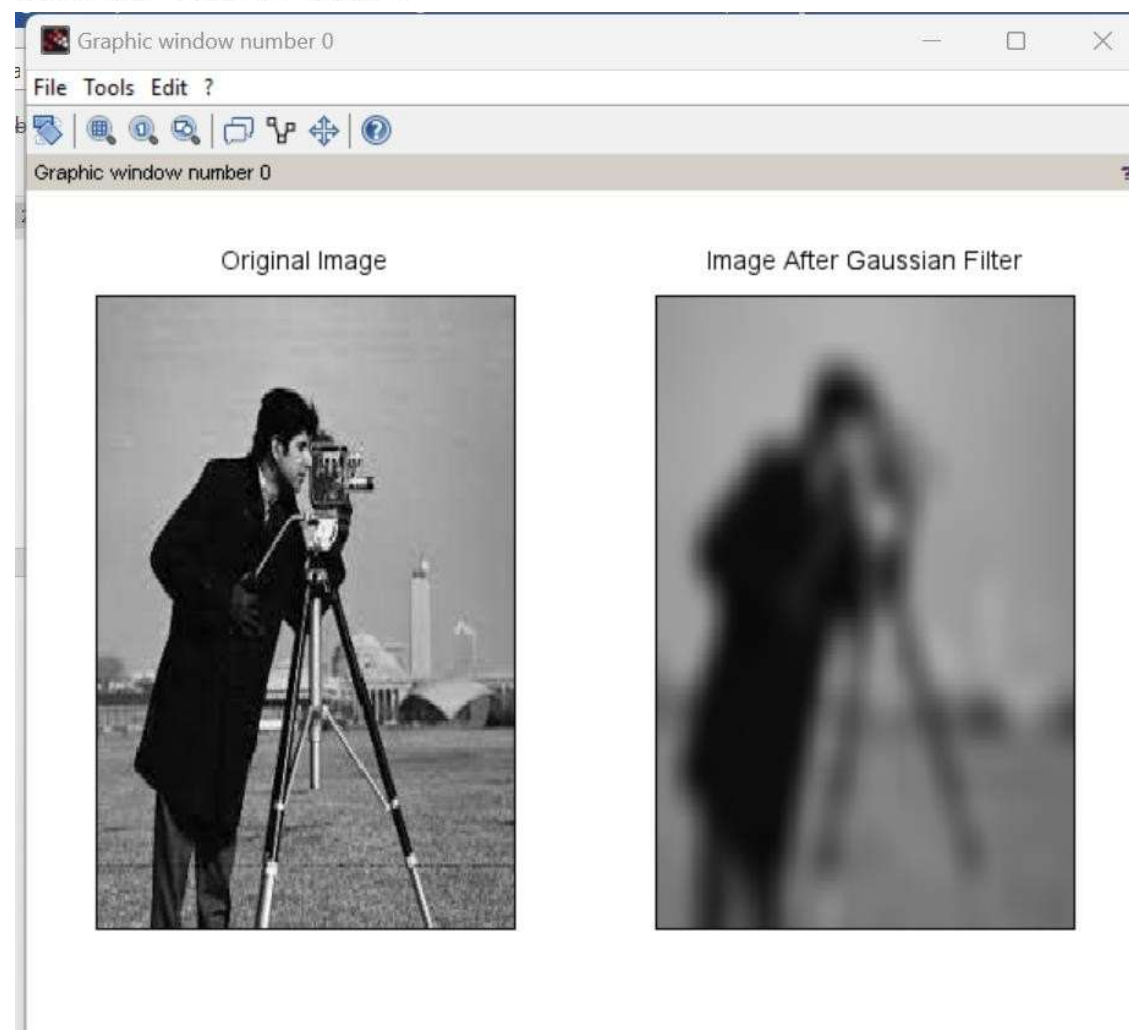 Graphic window number 0
File Tools Edit ?
Graphic window number 0
Original Image
Image After Gaussian Filter